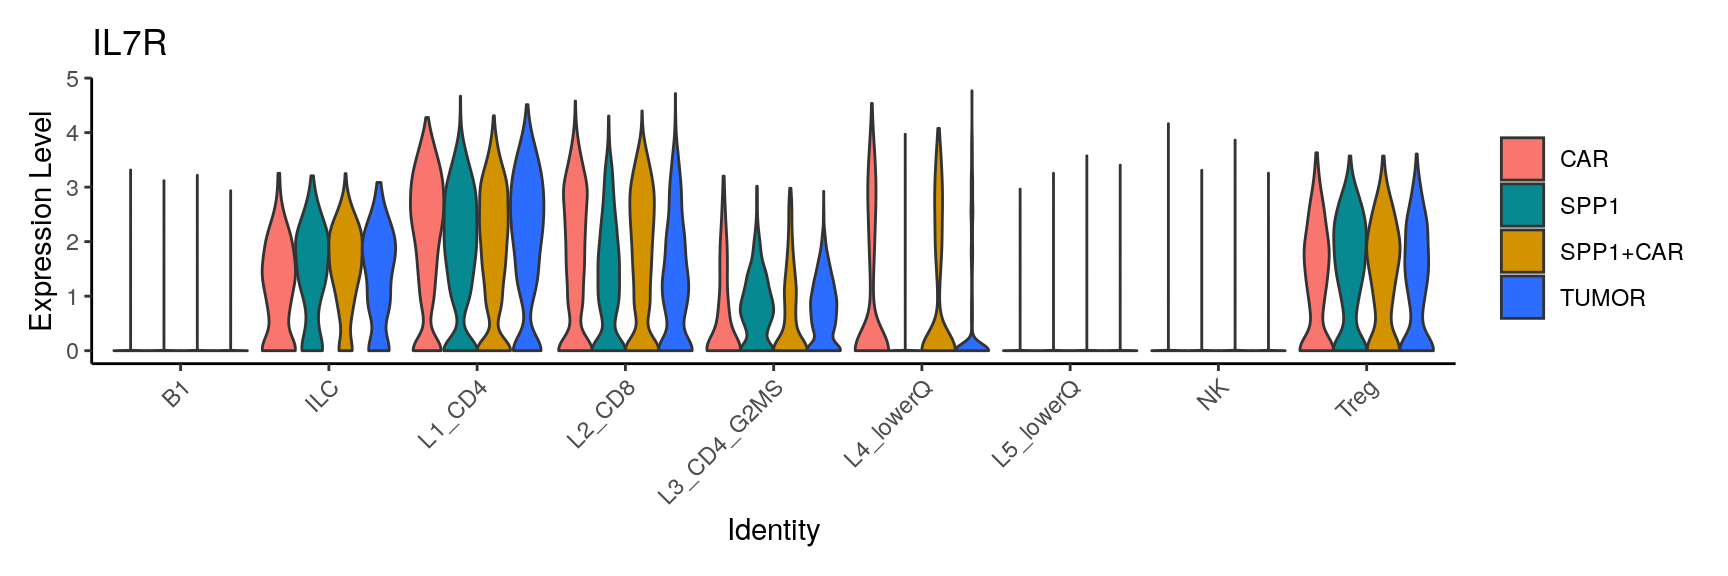 IL7R
Expression Level
5
4
3
2
1
0
B1
ILC
L1_CD4
L2_CD8
L3_CD4_G2MS
L4_lowerQ
L5_lowerQ
NK
Treg
Identity
CAR
SPP1
SPP1+CAR
TUMOR